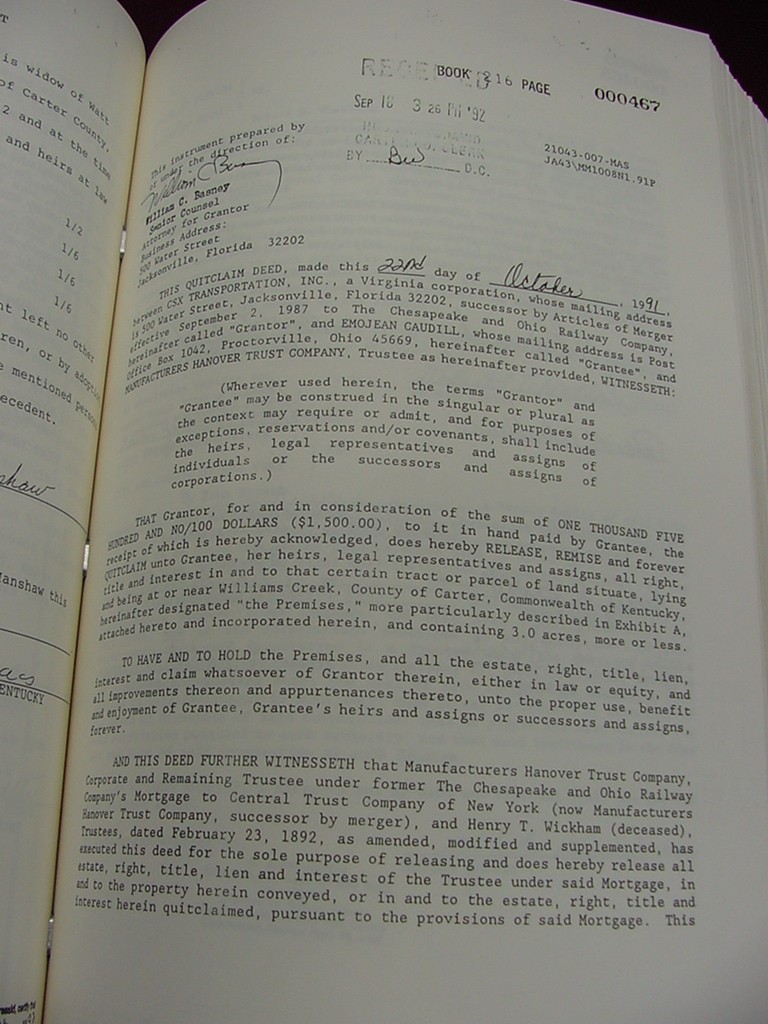 T
is widow of Watt
of Carter County,
2 and at the time
and heirs at law
1/2
1/6
1/6
1/6
nt left no other
ren, or by adoption
e mentioned
ecedent.
shaw
Manshaw this
ENTUCKY
RECEIVED
BOOK 216 PAGE 000467
SEP 18 3 26 PM '92
BY BW D.C.
21043-007-MAS
JA43\MM1008N1.91P
This instrument prepared by
or under the direction of:
William C. Basney
Senior Counsel
Attorney for Grantor
Business Address:
500 Water Street
Jacksonville, Florida 32202
THIS QUITCLAIM DEED, made this 22nd day of October, 1991,
between CSX TRANSPORTATION, INC., a Virginia corporation, whose mailing address
is 500 Water Street, Jacksonville, Florida 32202, successor by Articles of Merger
effective September 2, 1987 to The Chesapeake and Ohio Railway Company,
hereinafter called "Grantor", and EMOJEAN CAUDILL, whose mailing address is Post
Office Box 1042, Proctorville, Ohio 45669, hereinafter called "Grantee", and
MANUFACTURERS HANOVER TRUST COMPANY, Trustee as hereinafter provided, WITNESSETH:
(Wherever used herein, the terms "Grantor" and
"Grantee" may be construed in the singular or plural as
the context may require or admit, and for purposes of
exceptions, reservations and/or covenants, shall include
the heirs, legal representatives and assigns of
individuals or the successors and assigns of
corporations.)
THAT Grantor, for and in consideration of the sum of ONE THOUSAND FIVE
HUNDRED AND NO/100 DOLLARS ($1,500.00), to it in hand paid by Grantee, the
receipt of which is hereby acknowledged, does hereby RELEASE, REMISE and forever
QUITCLAIM unto Grantee, her heirs, legal representatives and assigns, all right,
title and interest in and to that certain tract or parcel of land situate, lying
and being at or near Williams Creek, County of Carter, Commonwealth of Kentucky,
hereinafter designated "the Premises," more particularly described in Exhibit A,
attached hereto and incorporated herein, and containing 3.0 acres, more or less.
TO HAVE AND TO HOLD the Premises, and all the estate, right, title, lien,
interest and claim whatsoever of Grantor therein, either in law or equity, and
all improvements thereon and appurtenances thereto, unto the proper use, benefit
and enjoyment of Grantee, Grantee's heirs and assigns or successors and assigns,
forever.
AND THIS DEED FURTHER WITNESSETH that Manufacturers Hanover Trust Company,
Corporate and Remaining Trustee under former The Chesapeake and Ohio Railway
Company's Mortgage to Central Trust Company of New York (now Manufacturers
Hanover Trust Company, successor by merger), and Henry T. Wickham (deceased),
Trustees, dated February 23, 1892, as amended, modified and supplemented, has
executed this deed for the sole purpose of releasing and does hereby release all
estate, right, title, lien and interest of the Trustee under said Mortgage, in
and to the property herein conveyed, or in and to the estate, right, title and
interest herein quitclaimed, pursuant to the provisions of said Mortgage. This